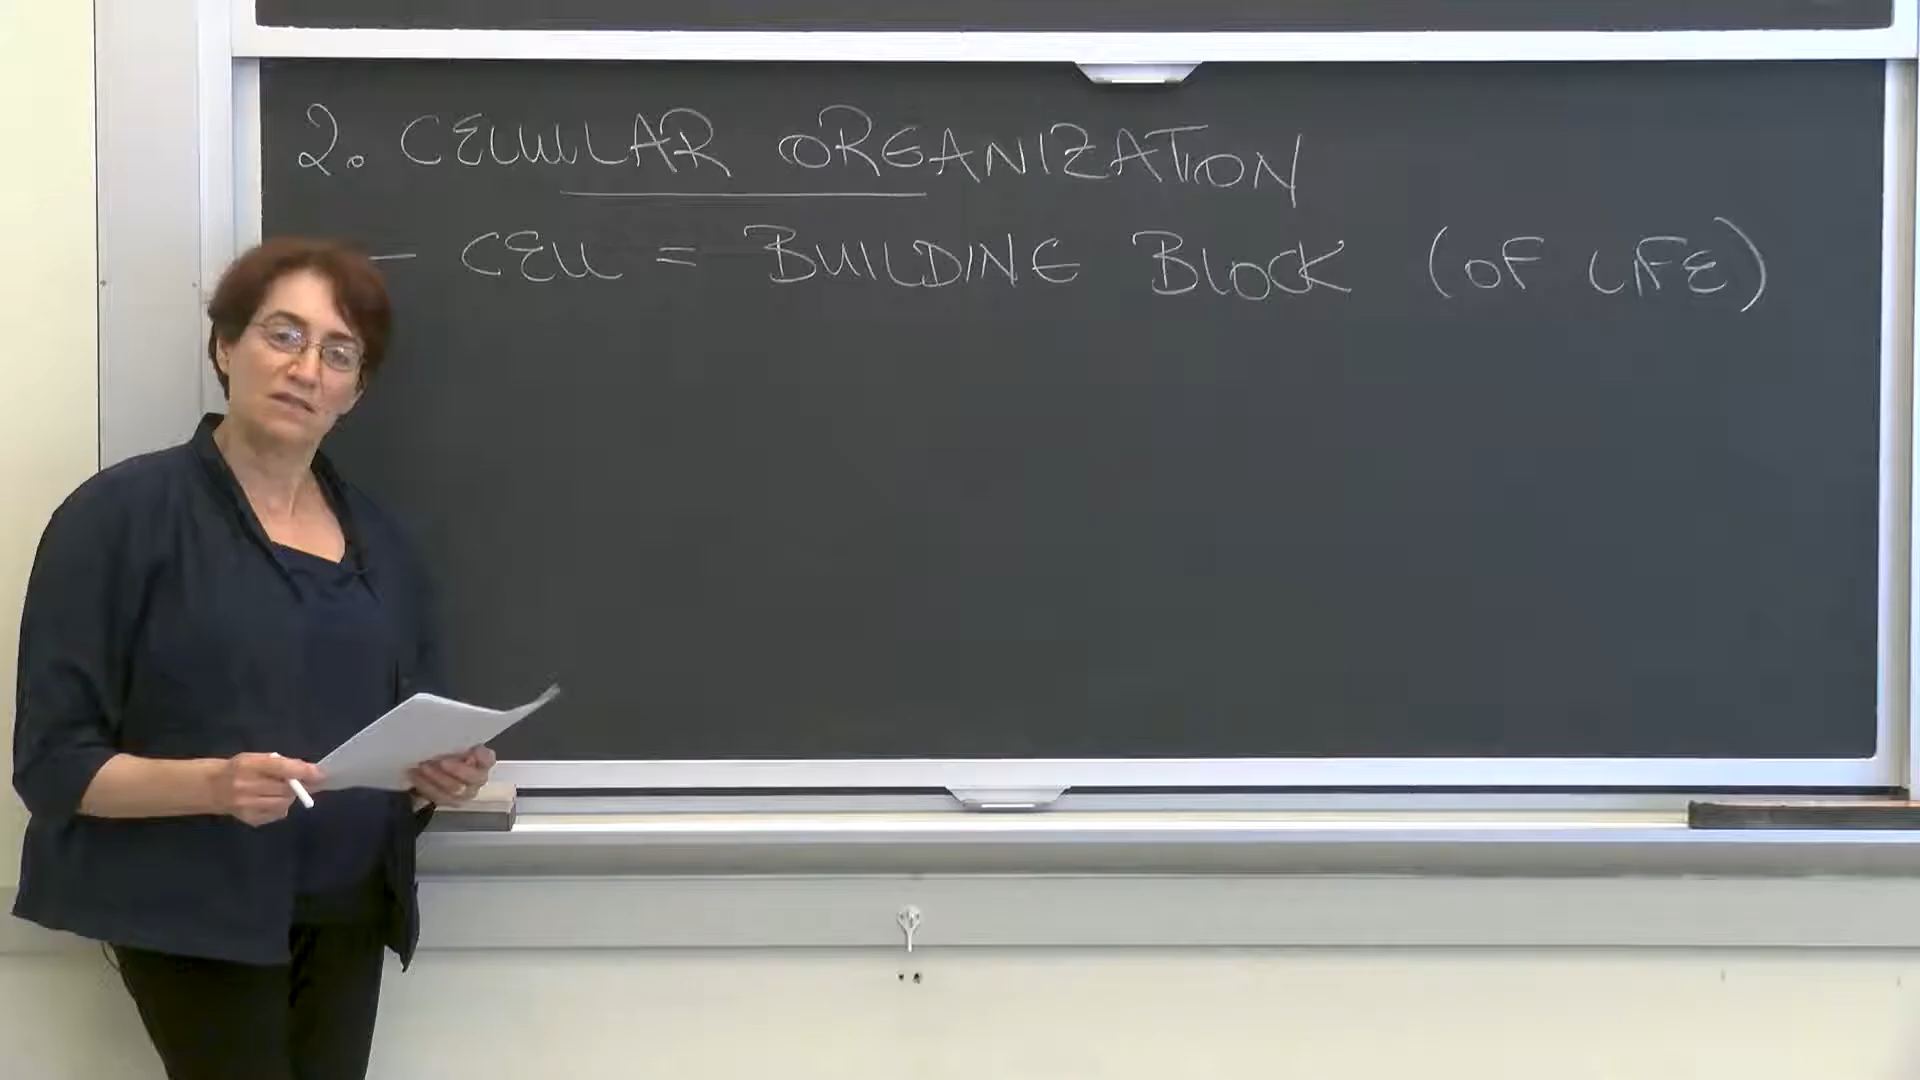 2. CELLULAR ORGANIZATION
- CELL = BUILDING BLOCK (OF LIFE)